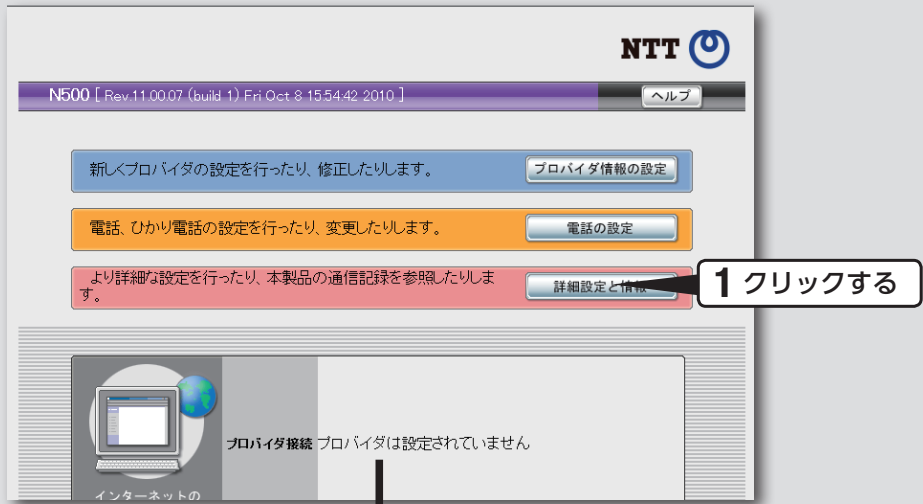 NTT
N500 [ Rev.11.00.07 (build 1) Fri Oct 8 15:54:42 2010 ]
ヘルプ
新しくプロバイダの設定を行ったり、修正したりします。
プロバイダ情報の設定
電話、ひかり電話の設定を行ったり、変更したりします。
電話の設定
より詳細な設定を行ったり、本製品の通信記録を参照したりしま
す。
詳細設定と情報
1 クリックする
プロバイダ接続 プロバイダは設定されていません
インターネットの